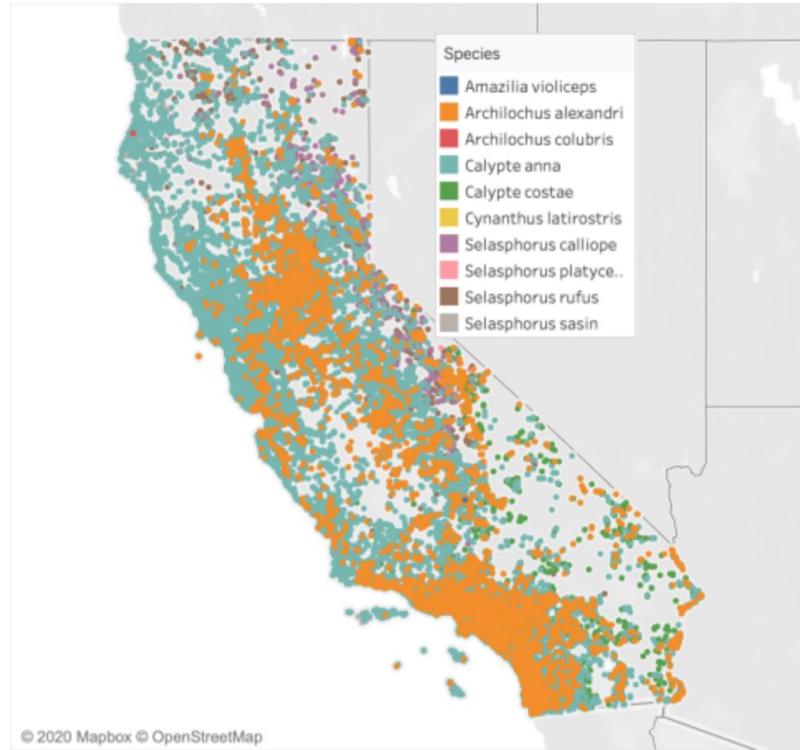 Species
Amazilia violiceps
Archilochus alexandri
Archilochus colubris
Calypte anna
Calypte costae
Cynanthus latirostris
Selasphorus calliope
Selasphorus platyce..
Selasphorus rufus
Selasphorus sasin
© 2020 Mapbox © OpenStreetMap